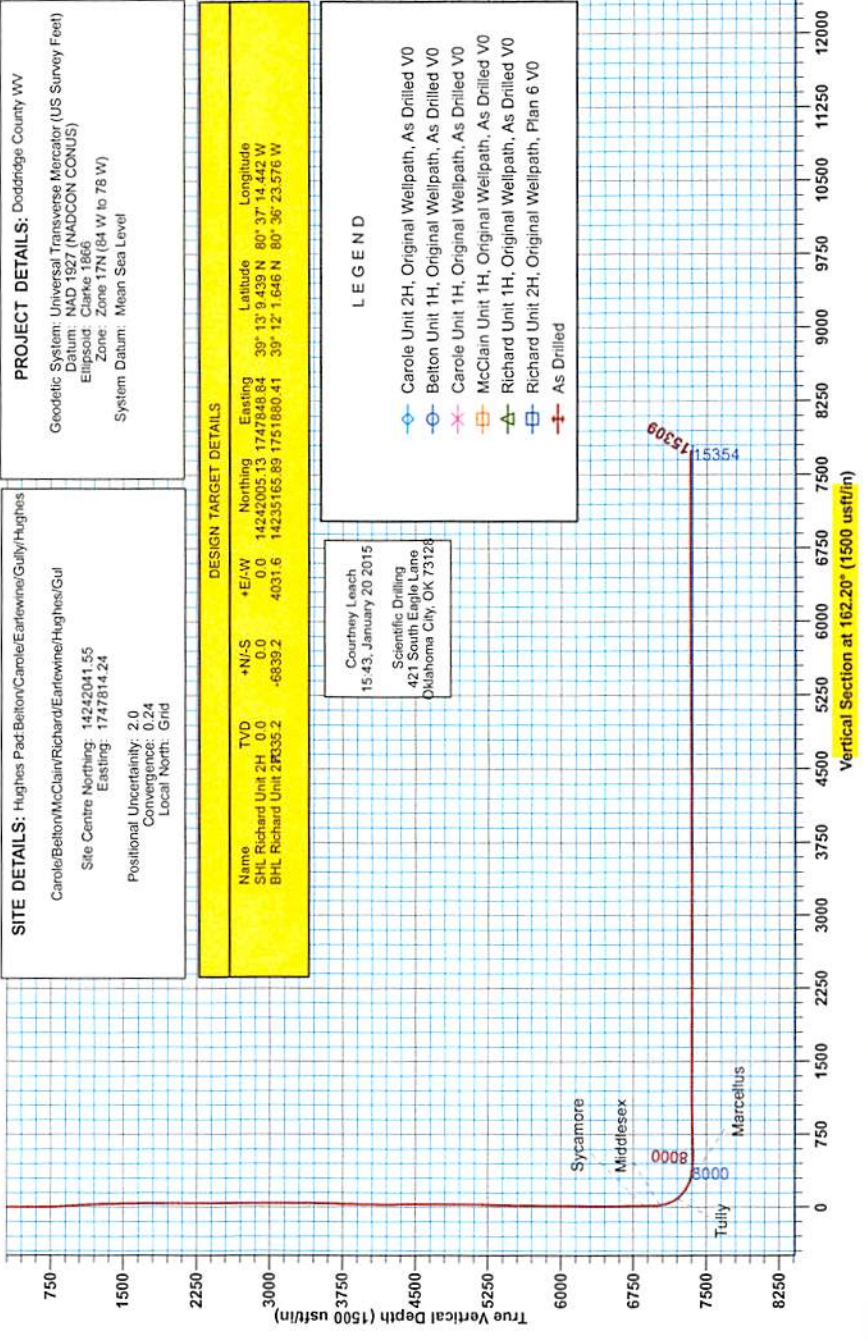 SITE DETAILS: Hughes Pad:Belton/Carole/Earlewine/Gully/Hughes
Carole/Belton/McClain/Richard/Earlewine/Hughes/Gul
Site Centre Northing: 14242041.55
Easting: 1747814.24
Positional Uncertainity: 2.0
Convergence: 0.24
Local North: Grid
PROJECT DETAILS: Doddridge County WV
Geodetic System: Universal Transverse Mercator (US Survey Feet)
Datum: NAD 1927 (NADCON CONUS)
Ellipsoid: Clarke 1866
Zone: Zone 17N (84 W to 78 W)
System Datum: Mean Sea Level
DESIGN TARGET DETAILS
Name TVD +N/-S +E/-W Northing Easting Latitude Longitude
SHL Richard Unit 2H 0.0 0.0 0.0 14242005.13 1747848.84 39° 13' 9.439 N 80° 37' 14.442 W
BHL Richard Unit 335.2 -6839.2 4031.6 14235165.89 1751880.41 39° 12' 1.646 N 80° 36' 23.576 W
Courtney Leach
15:43, January 20 2015
Scientific Drilling
421 South Eagle Lane
Oklahoma City, OK 73128
LEGEND
Carole Unit 2H, Original Wellpath, As Drilled V0
Belton Unit 1H, Original Wellpath, As Drilled V0
Carole Unit 1H, Original Wellpath, As Drilled V0
McClain Unit 1H, Original Wellpath, As Drilled V0
Richard Unit 1H, Original Wellpath, As Drilled V0
Richard Unit 2H, Original Wellpath, Plan 6 V0
As Drilled
True Vertical Depth (1500 usft/in)
750
1500
2250
3000
3750
4500
5250
6000
6750
7500
8250
Sycamore
Middlesex
Tully
Marcellus
8000
8000
15309
15354
0 750 1500 2250 3000 3750 4500 5250 6000 6750 7500 8250 9000 9750 10500 11250 12000
Vertical Section at 162.20° (1500 usft/in)